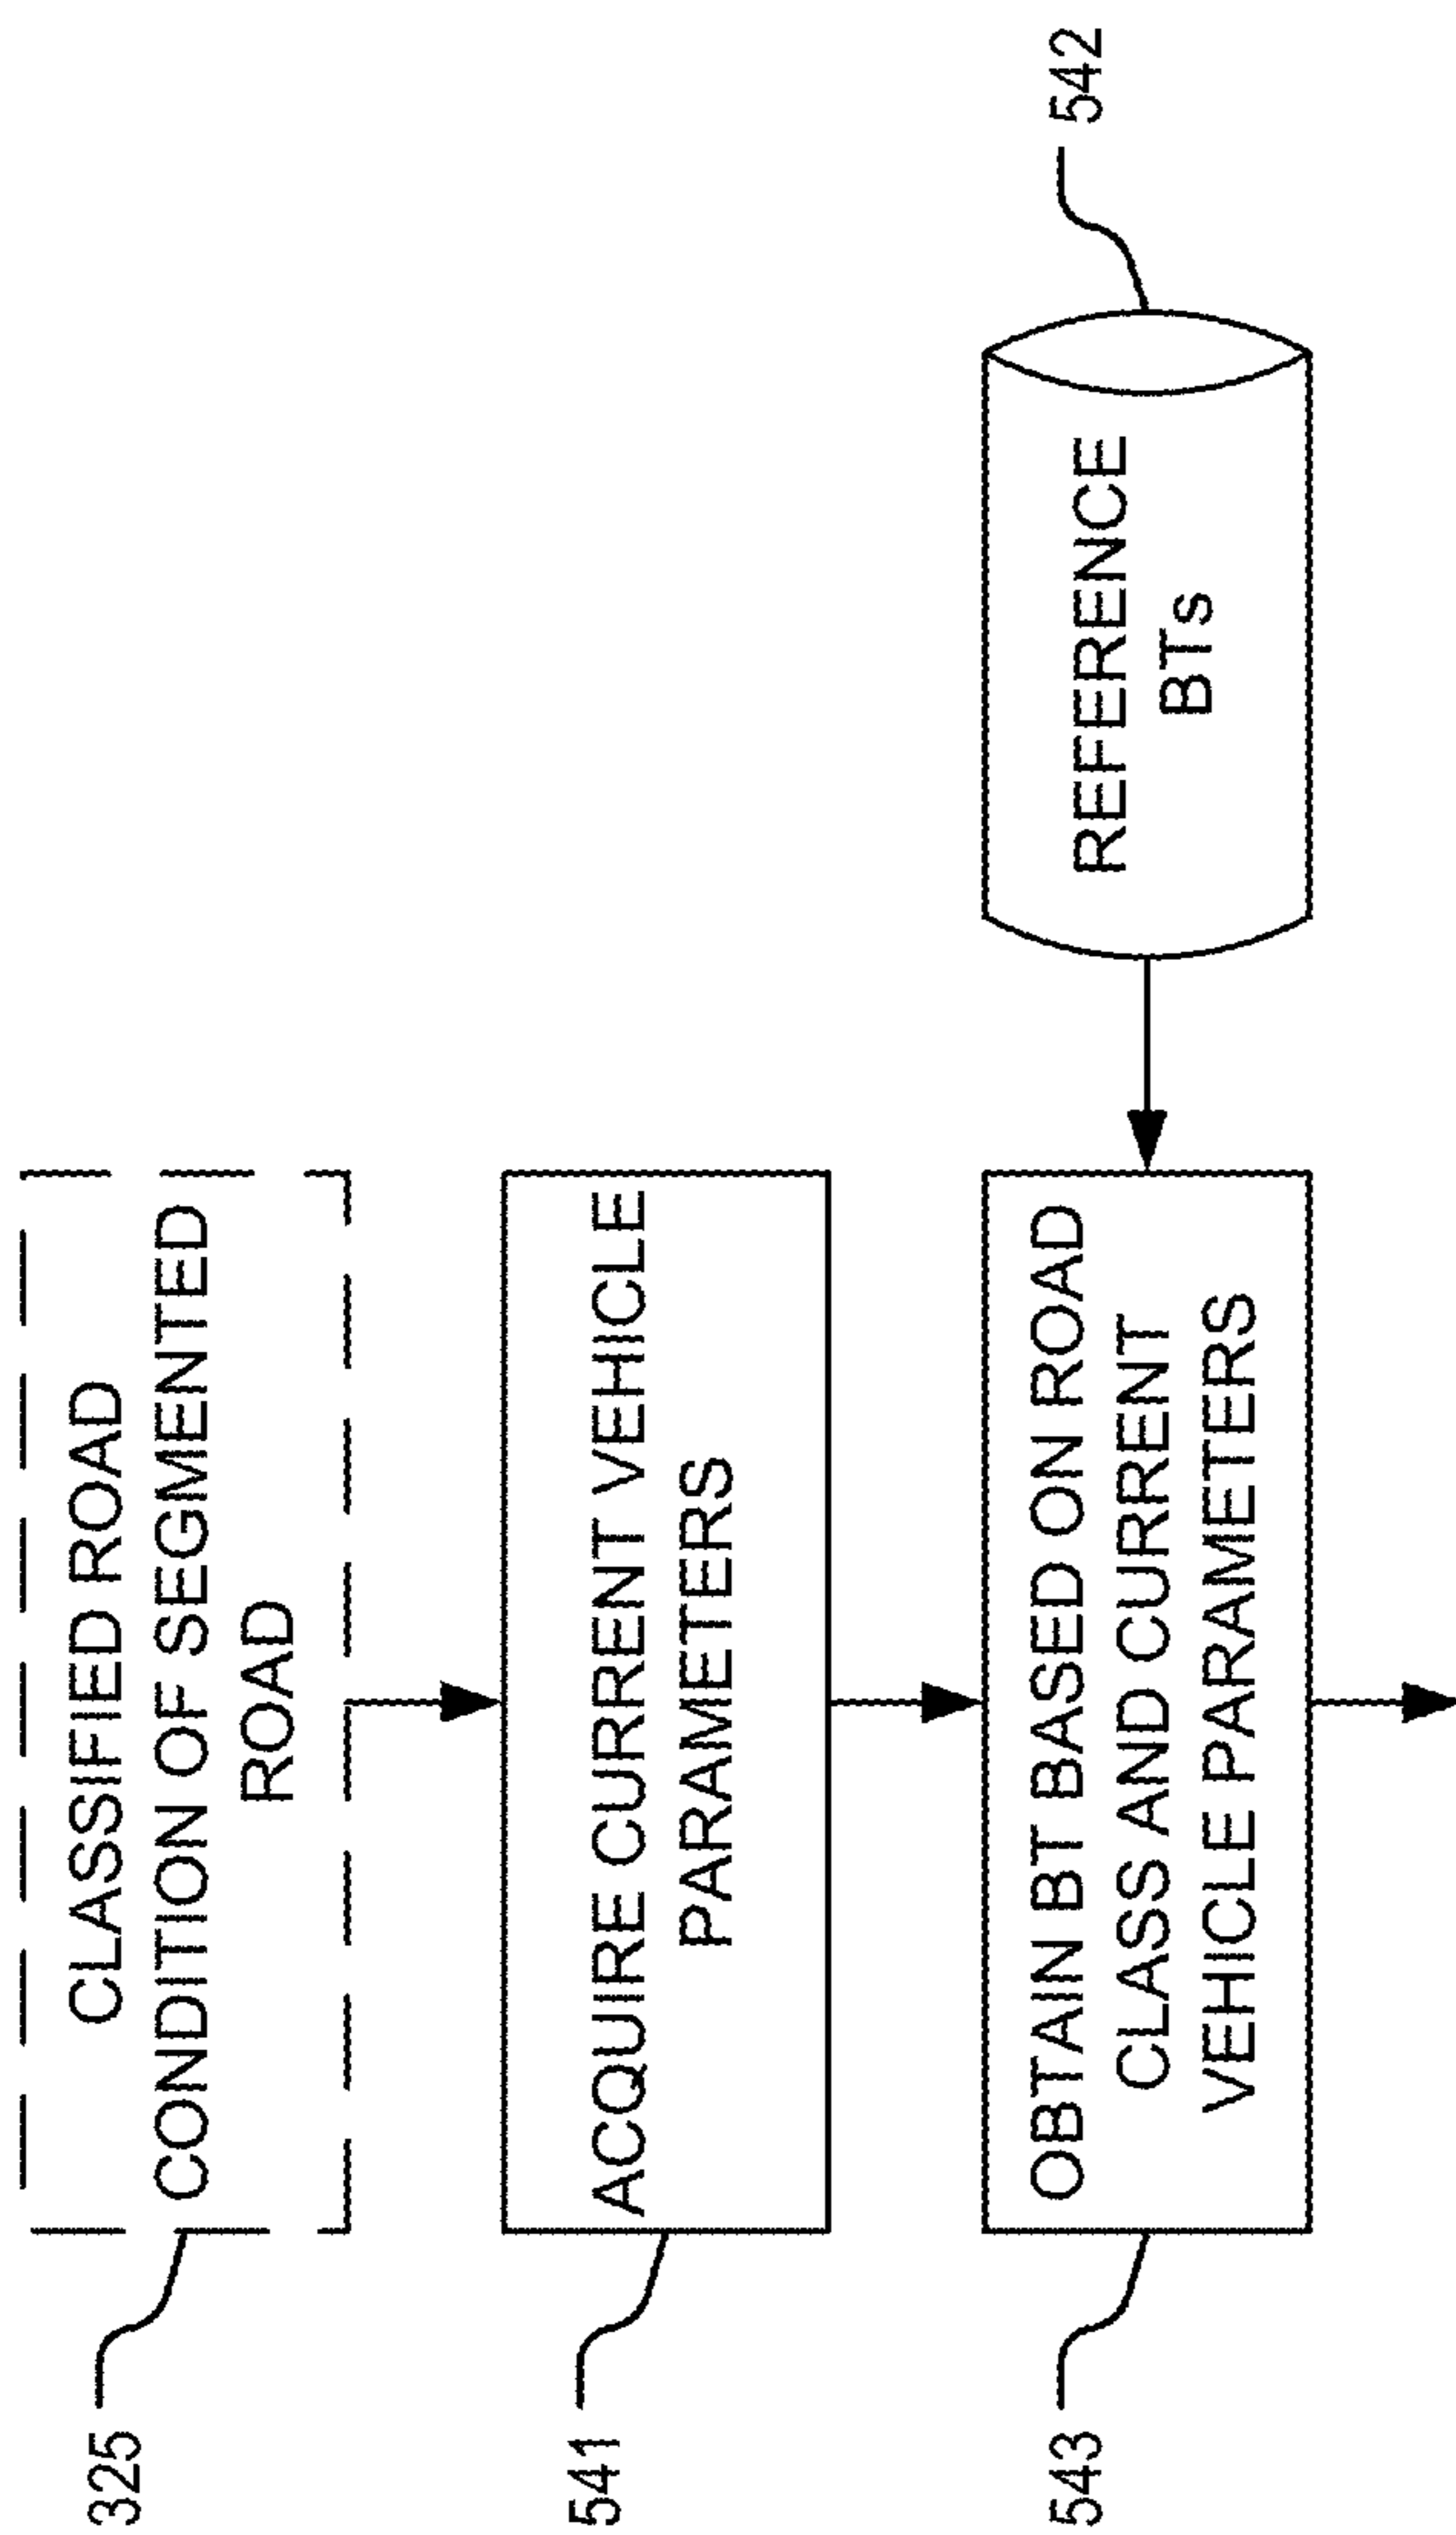 325
CLASSIFIED ROAD
CONDITION OF SEGMENTED
ROAD
541
ACQUIRE CURRENT VEHICLE
PARAMETERS
543
OBTAIN BT BASED ON ROAD
CLASS AND CURRENT
VEHICLE PARAMETERS
REFERENCE
BTs
542